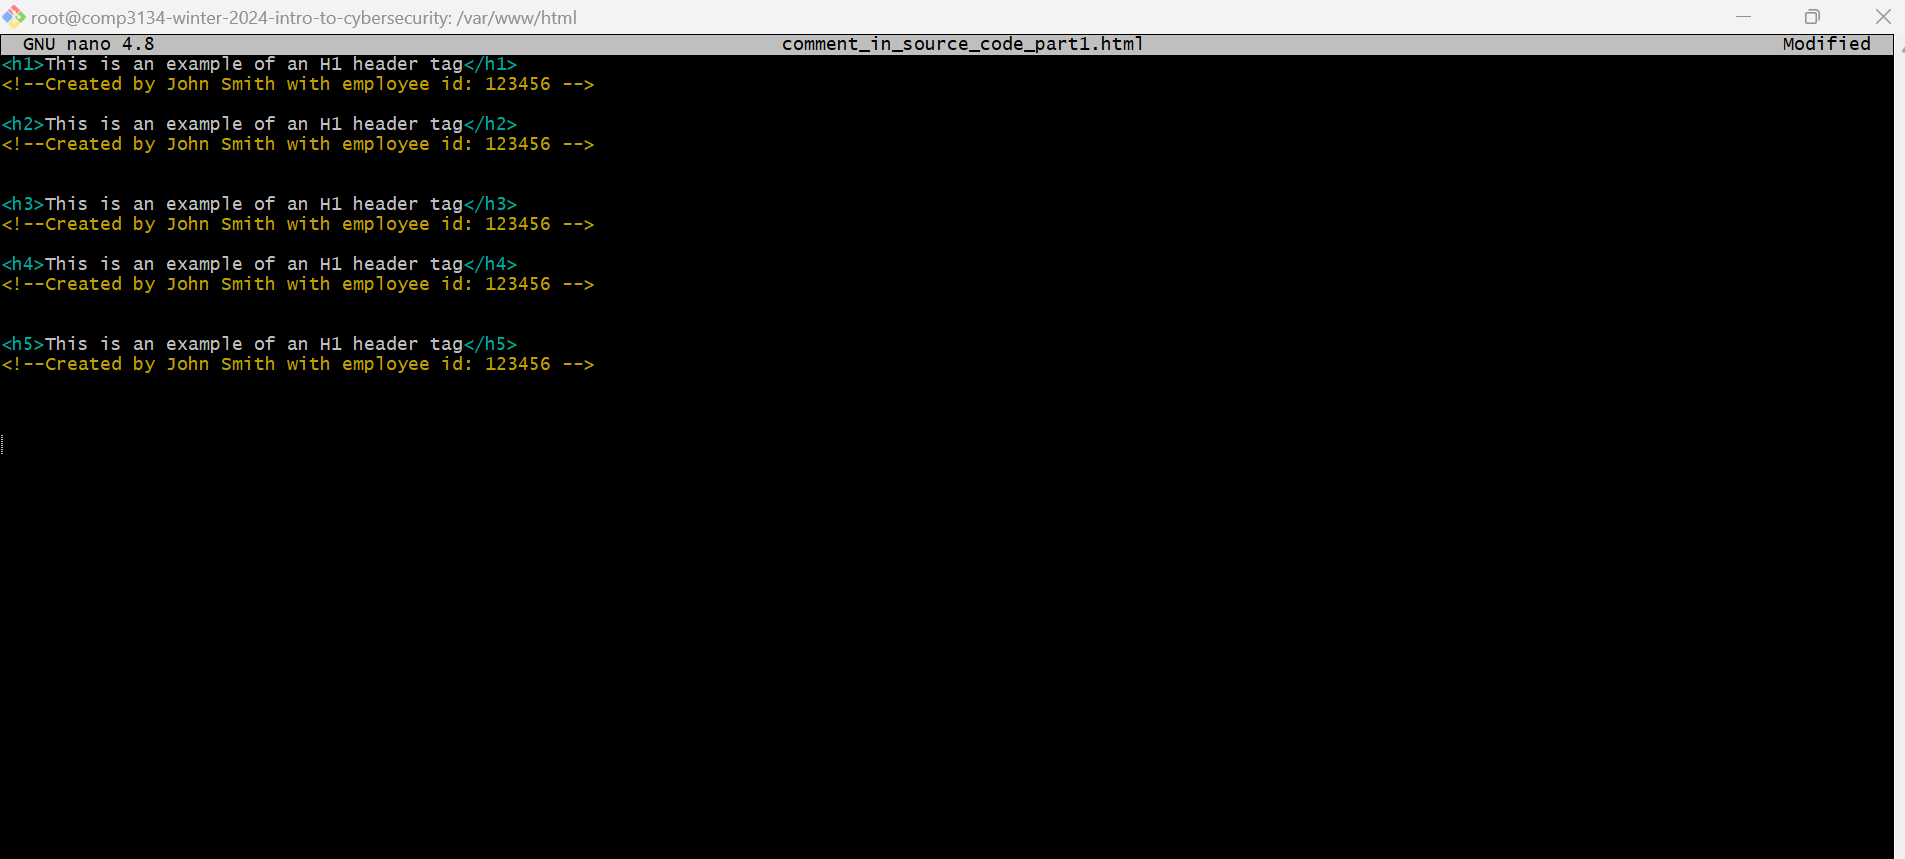 root@comp3134-winter-2024-intro-to-cybersecurity: /var/www/html
GNU nano 4.8 comment_in_source_code_part1.html Modified
<h1>This is an example of an H1 header tag</h1>
<!--Created by John Smith with employee id: 123456 -->
<h2>This is an example of an H1 header tag</h2>
<!--Created by John Smith with employee id: 123456 -->
<h3>This is an example of an H1 header tag</h3>
<!--Created by John Smith with employee id: 123456 -->
<h4>This is an example of an H1 header tag</h4>
<!--Created by John Smith with employee id: 123456 -->
<h5>This is an example of an H1 header tag</h5>
<!--Created by John Smith with employee id: 123456 -->